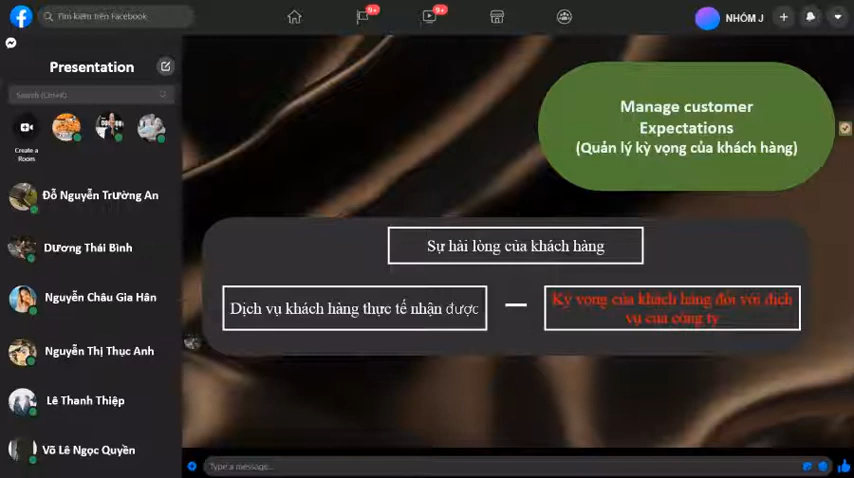 Tìm kiếm trên Facebook
9+
9+
NHÓM J
Presentation
Search (Ctrl+K)
Create a
Room
Đỗ Nguyễn Trường An
Dương Thái Bình
Nguyễn Châu Gia Hân
Nguyễn Thị Thục Anh
Lê Thanh Thiệp
Võ Lê Ngọc Quyền
Manage customer
Expectations
(Quản lý kỳ vọng của khách hàng)
Sự hài lòng của khách hàng
Dịch vụ khách hàng thực tế nhận được
—
Kỳ vọng của khách hàng đối với dịch
vụ của công ty
Type a message...